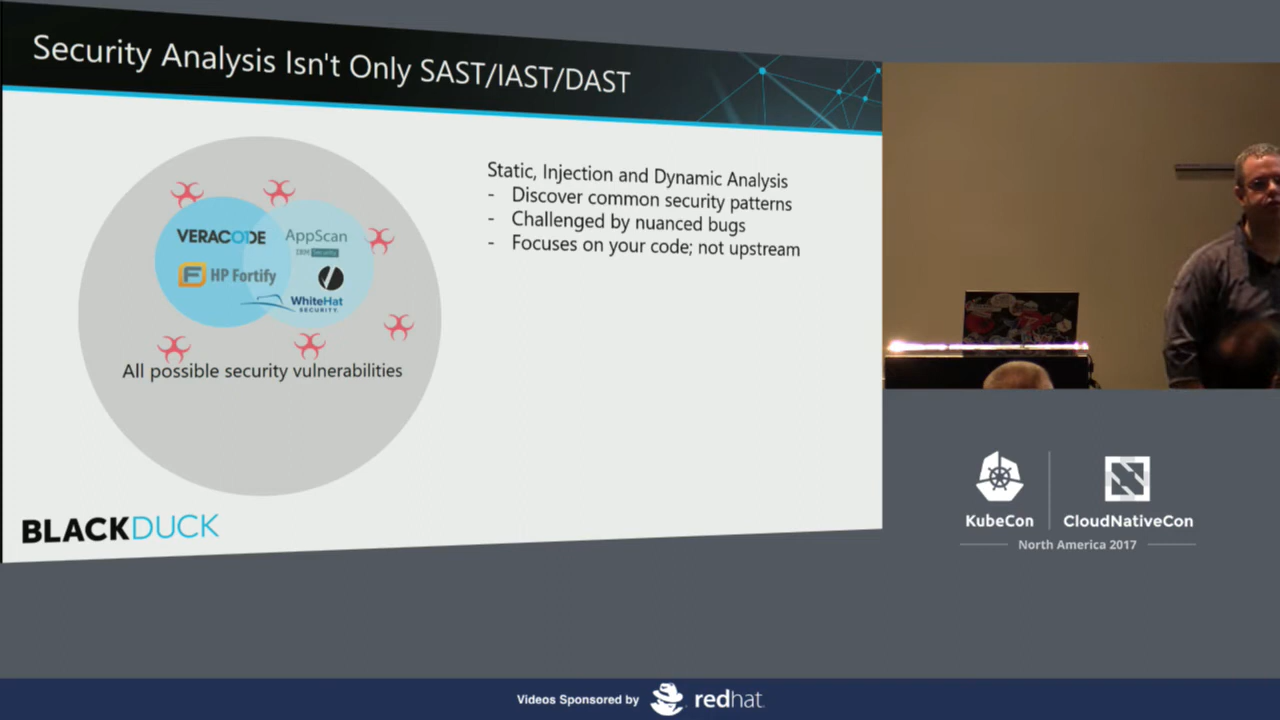 Security Analysis Isn't Only SAST/IAST/DAST
VERACODE
AppScan
IBM Security
HP Fortify
WhiteHat
SECURITY.
All possible security vulnerabilities
Static, Injection and Dynamic Analysis
- Discover common security patterns
- Challenged by nuanced bugs
- Focuses on your code; not upstream
BLACKDUCK
KubeCon
CloudNativeCon
North America 2017
Videos Sponsored by
redhat.